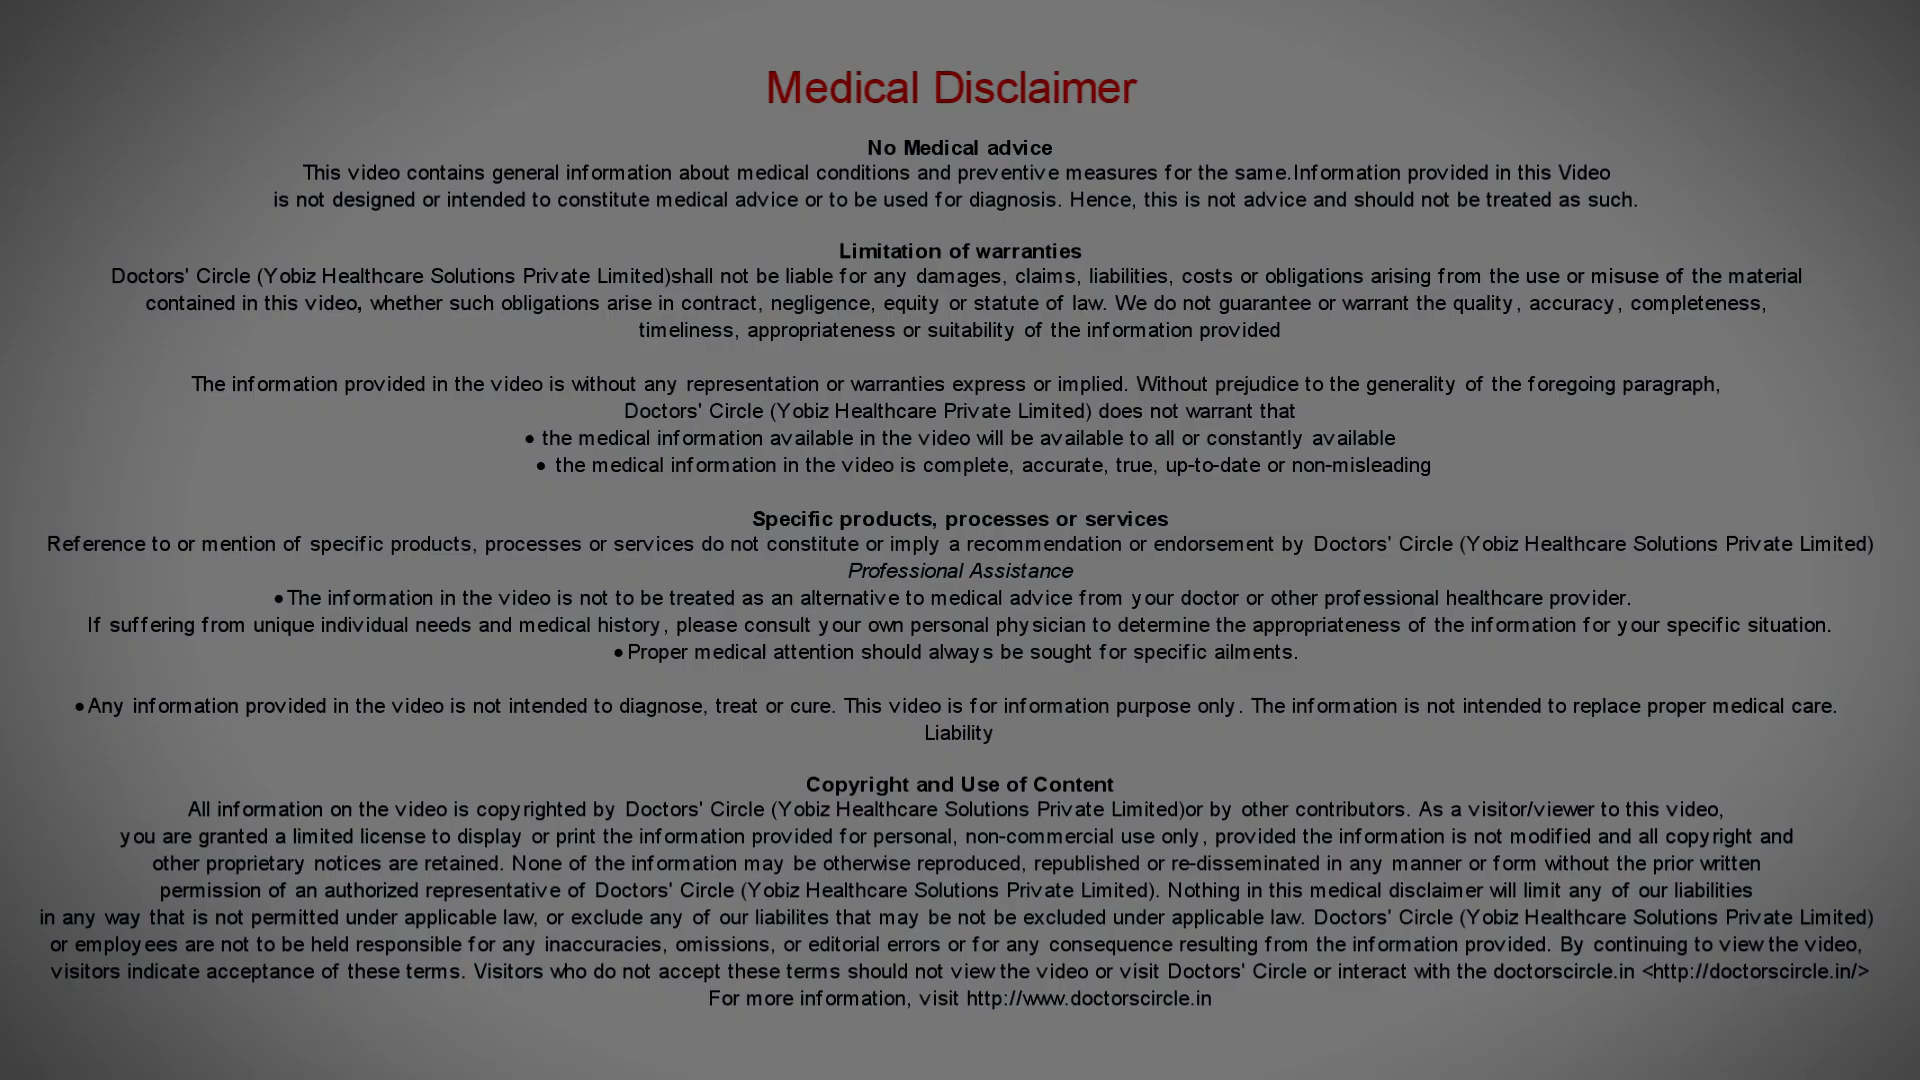 Medical Disclaimer
No Medical advice
This video contains general information about medical conditions and preventive measures for the same.Information provided in this Video
is not designed or intended to constitute medical advice or to be used for diagnosis. Hence, this is not advice and should not be treated as such.
Limitation of warranties
Doctors' Circle (Yobiz Healthcare Solutions Private Limited)shall not be liable for any damages, claims, liabilities, costs or obligations arising from the use or misuse of the material
contained in this video, whether such obligations arise in contract, negligence, equity or statute of law. We do not guarantee or warrant the quality, accuracy, completeness,
timeliness, appropriateness or suitability of the information provided
The information provided in the video is without any representation or warranties express or implied. Without prejudice to the generality of the foregoing paragraph,
Doctors' Circle (Yobiz Healthcare Private Limited) does not warrant that
• the medical information available in the video will be available to all or constantly available
• the medical information in the video is complete, accurate, true, up-to-date or non-misleading
Specific products, processes or services
Reference to or mention of specific products, processes or services do not constitute or imply a recommendation or endorsement by Doctors' Circle (Yobiz Healthcare Solutions Private Limited)
Professional Assistance
•The information in the video is not to be treated as an alternative to medical advice from your doctor or other professional healthcare provider.
If suffering from unique individual needs and medical history, please consult your own personal physician to determine the appropriateness of the information for your specific situation.
•Proper medical attention should always be sought for specific ailments.
•Any information provided in the video is not intended to diagnose, treat or cure. This video is for information purpose only. The information is not intended to replace proper medical care.
Liability
Copyright and Use of Content
All information on the video is copyrighted by Doctors' Circle (Yobiz Healthcare Solutions Private Limited)or by other contributors. As a visitor/viewer to this video,
you are granted a limited license to display or print the information provided for personal, non-commercial use only, provided the information is not modified and all copyright and
other proprietary notices are retained. None of the information may be otherwise reproduced, republished or re-disseminated in any manner or form without the prior written
permission of an authorized representative of Doctors' Circle (Yobiz Healthcare Solutions Private Limited). Nothing in this medical disclaimer will limit any of our liabilities
in any way that is not permitted under applicable law, or exclude any of our liabilites that may be not be excluded under applicable law. Doctors' Circle (Yobiz Healthcare Solutions Private Limited)
or employees are not to be held responsible for any inaccuracies, omissions, or editorial errors or for any consequence resulting from the information provided. By continuing to view the video,
visitors indicate acceptance of these terms. Visitors who do not accept these terms should not view the video or visit Doctors' Circle or interact with the doctorscircle.in <http://doctorscircle.in/>
For more information, visit http://www.doctorscircle.in